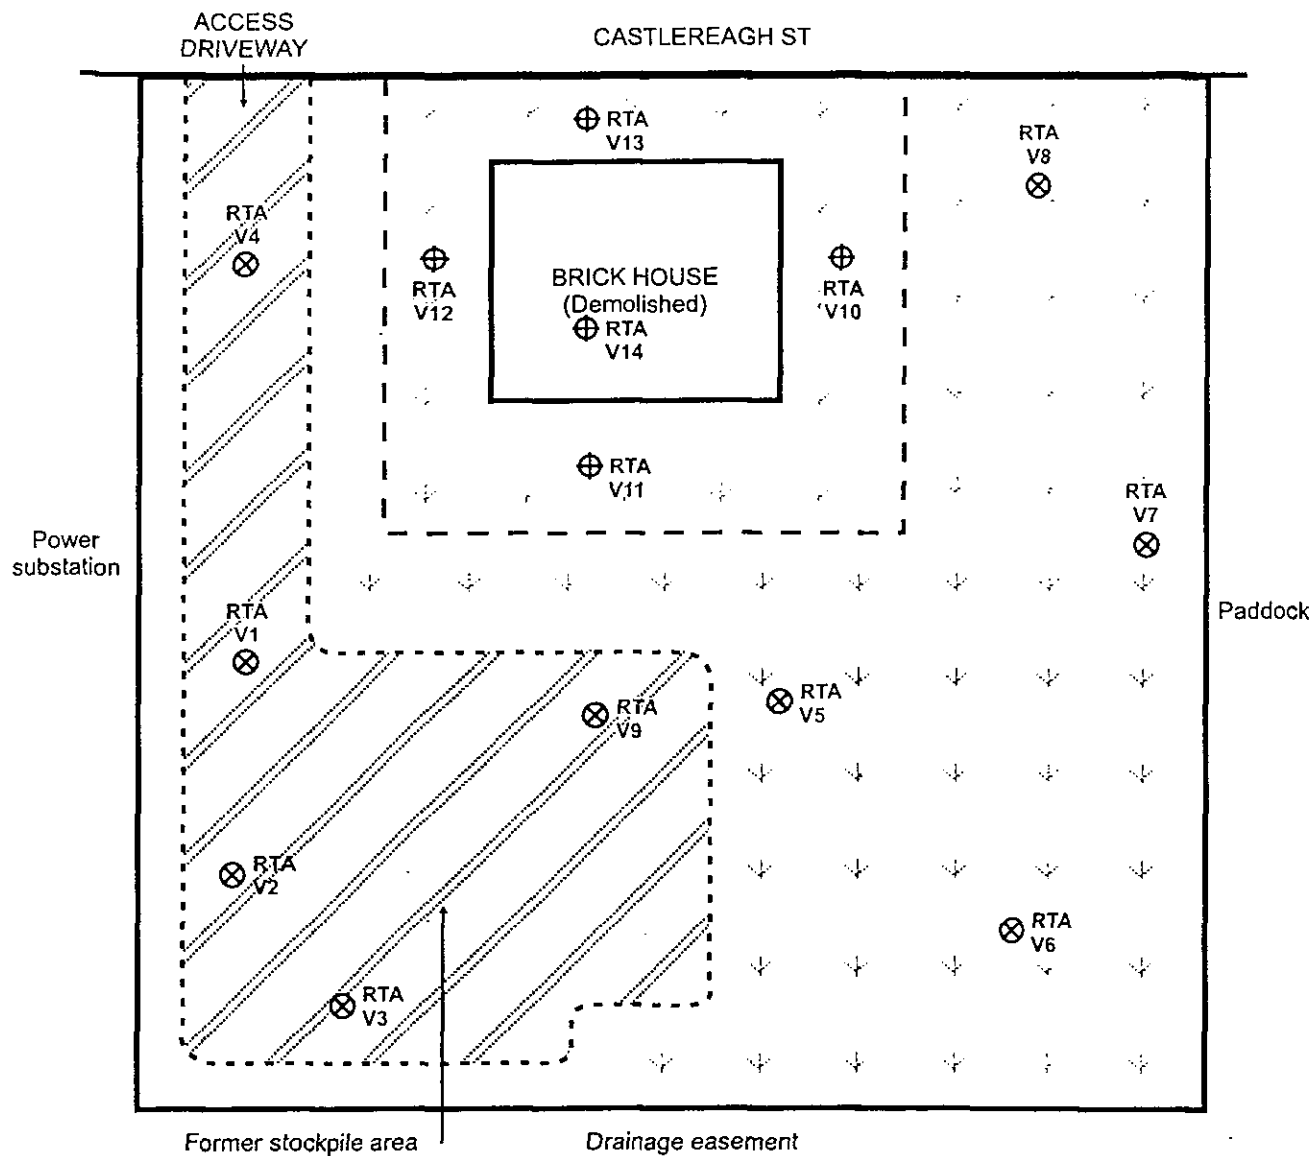 ACCESS
DRIVEWAY
CASTLEREAGH ST
RTA
V13
RTA
V8
RTA
V4
BRICK HOUSE
(Demolished)
RTA
V12
RTA
V10
RTA
V14
RTA
V11
RTA
V7
Power
substation
RTA
V1
Paddock
RTA
V5
RTA
V9
RTA
V2
RTA
V6
RTA
V3
Former stockpile area
Drainage easement